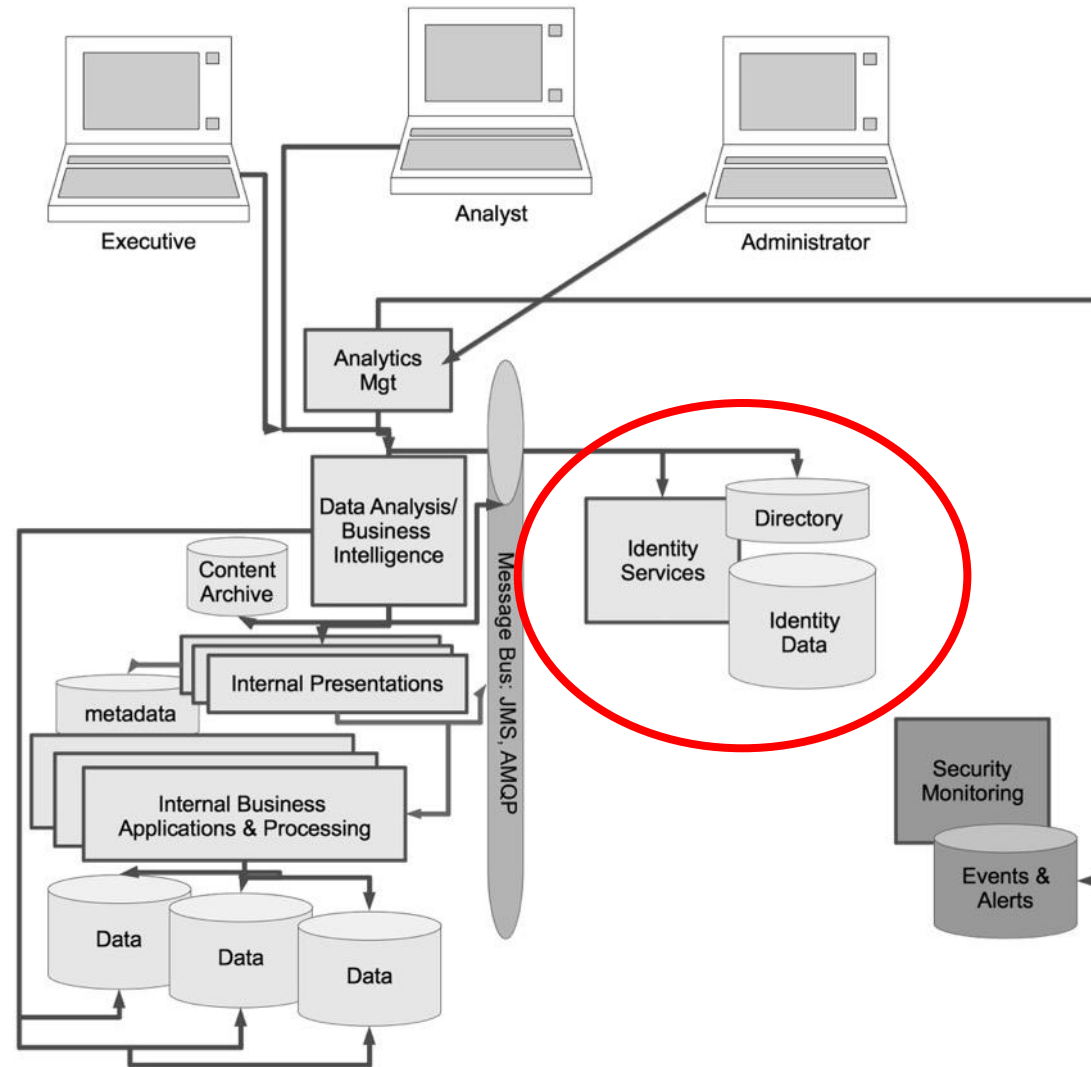 Executive
Analyst
Administrator
Analytics
Mgt
Data Analysis/
Business
Intelligence
Content
Archive
Internal Presentations
metadata
Internal Business
Applications & Processing
Data
Data
Data
Message Bus: JMS, AMQP
Identity
Services
Directory
Identity
Data
Security
Monitoring
Events &
Alerts